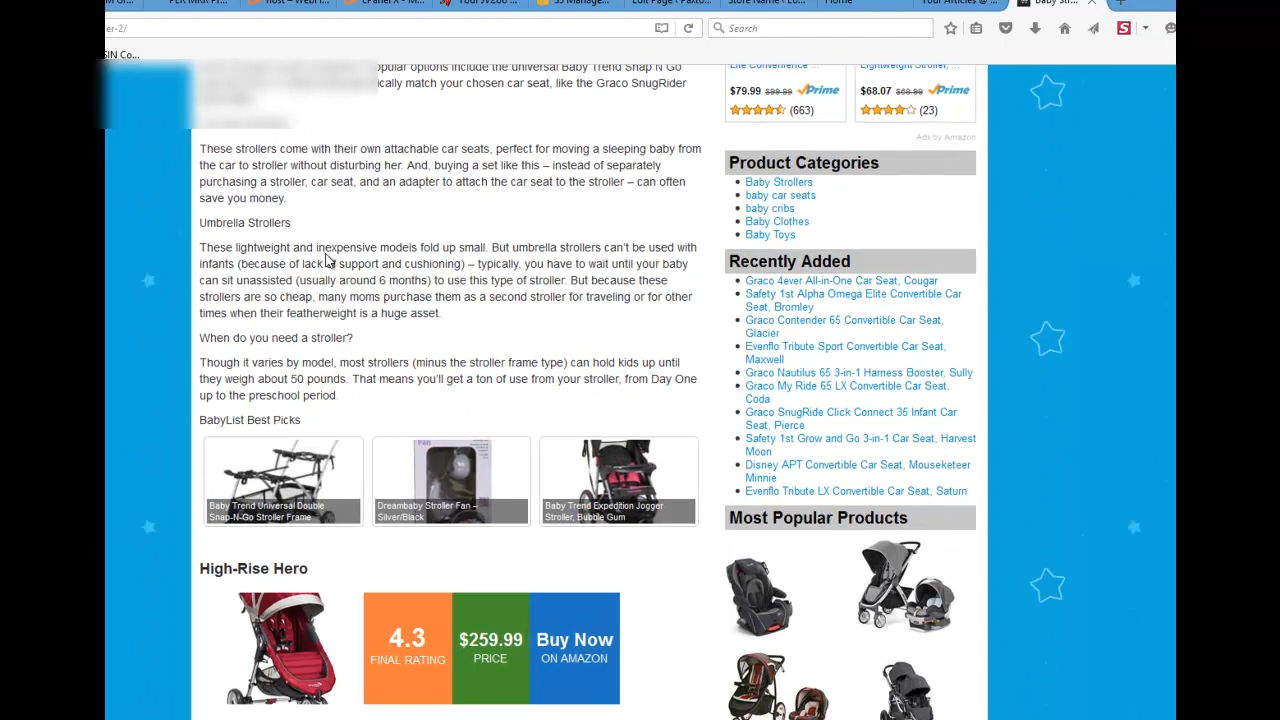 Your JVZoo
S3 Manage...
Home
Your Articles @
Baby Str...
er-2/
Search
SIN Co...
popular options include the universal Baby Trend Snap N Go
ically match your chosen car seat, like the Graco SnugRider
These strollers come with their own attachable car seats, perfect for moving a sleeping baby from
the car to stroller without disturbing her. And, buying a set like this – instead of separately
purchasing a stroller, car seat, and an adapter to attach the car seat to the stroller – can often
save you money.
Umbrella Strollers
These lightweight and inexpensive models fold up small. But umbrella strollers can't be used with
infants (because of lack of support and cushioning) – typically, you have to wait until your baby
can sit unassisted (usually around 6 months) to use this type of stroller. But because these
strollers are so cheap, many moms purchase them as a second stroller for traveling or for other
times when their featherweight is a huge asset.
When do you need a stroller?
Though it varies by model, most strollers (minus the stroller frame type) can hold kids up until
they weigh about 50 pounds. That means you'll get a ton of use from your stroller, from Day One
up to the preschool period.
BabyList Best Picks
Baby Trend Universal Double
Snap-N-Go Stroller Frame
Dreambaby Stroller Fan –
Silver/Black
Baby Trend Expedition Jogger
Stroller, Bubble Gum
High-Rise Hero
4.3
FINAL RATING
$259.99
PRICE
Buy Now
ON AMAZON
Lite Convenience ...
$79.99 $99.99 Prime
(663)
Lightweight Stroller, ...
$68.07 $69.99 Prime
(23)
Ads by Amazon
Product Categories
Baby Strollers
baby car seats
baby cribs
Baby Clothes
Baby Toys
Recently Added
Graco 4ever All-in-One Car Seat, Cougar
Safety 1st Alpha Omega Elite Convertible Car
Seat, Bromley
Graco Contender 65 Convertible Car Seat,
Glacier
Evenflo Tribute Sport Convertible Car Seat,
Maxwell
Graco Nautilus 65 3-in-1 Harness Booster, Sully
Graco My Ride 65 LX Convertible Car Seat,
Coda
Graco SnugRide Click Connect 35 Infant Car
Seat, Pierce
Safety 1st Grow and Go 3-in-1 Car Seat, Harvest
Moon
Disney APT Convertible Car Seat, Mouseketeer
Minnie
Evenflo Tribute LX Convertible Car Seat, Saturn
Most Popular Products